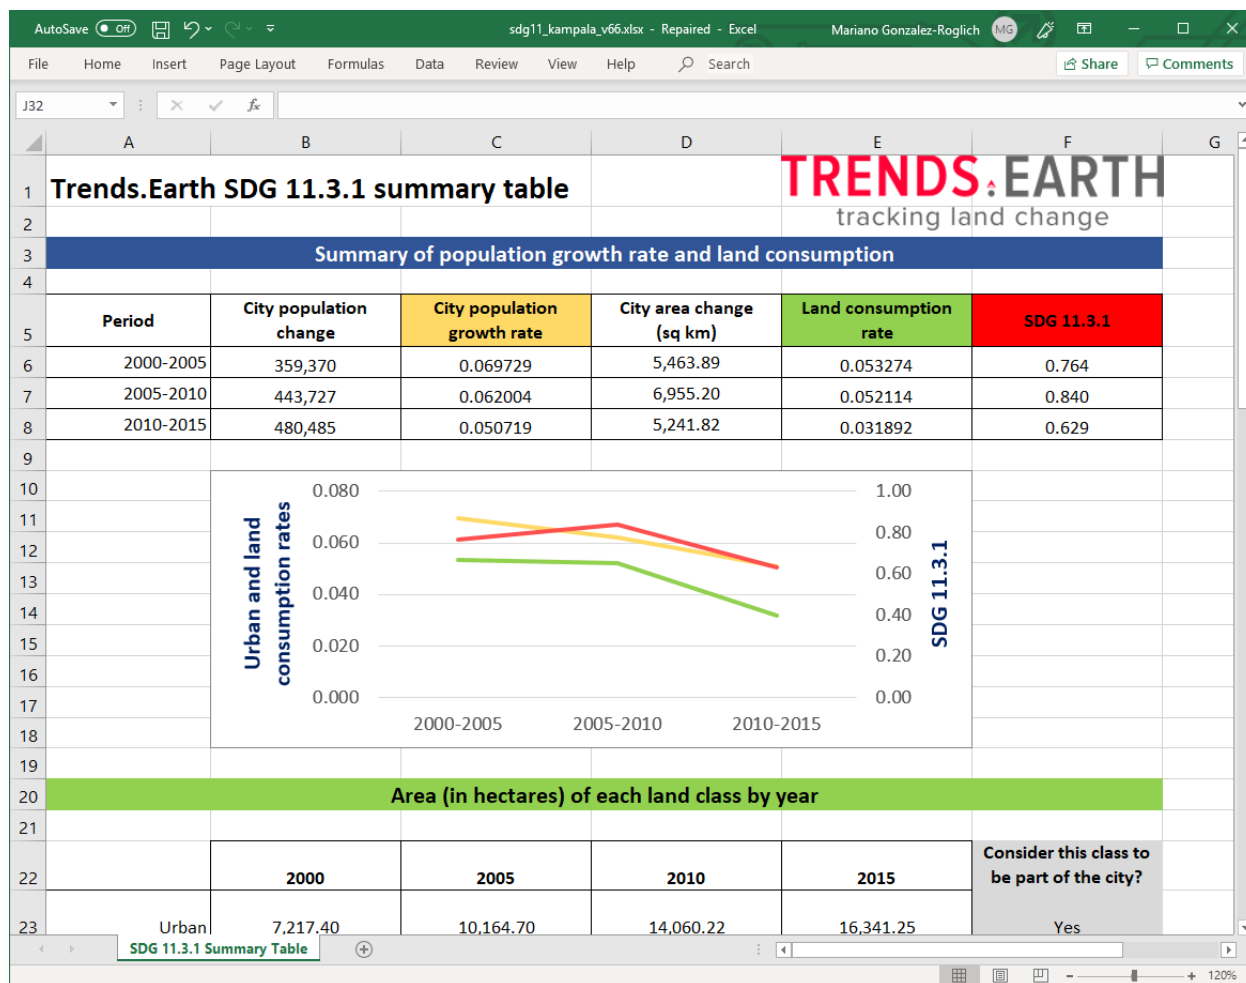 AutoSave Off sdg11_kampala_v66.xlsx - Repaired - Excel Mariano Gonzalez-Roglich MG
File Home Insert Page Layout Formulas Data Review View Help Search Share Comments
J32 fx
A B C D E F G
1 Trends.Earth SDG 11.3.1 summary table TRENDS.EARTH
tracking land change
2
3 Summary of population growth rate and land consumption
4
City population City population City area change Land consumption
5 Period change growth rate (sq km) rate SDG 11.3.1
6 2000-2005 359,370 0.069729 5,463.89 0.053274 0.764
7 2005-2010 443,727 0.062004 6,955.20 0.052114 0.840
8 2010-2015 480,485 0.050719 5,241.82 0.031892 0.629
9
10 0.080 1.00
11 0.80
12 0.060
13 0.60
14 0.040 0.40
15 0.020
16 0.20
17 0.000 0.00
18 2000-2005 2005-2010 2010-2015
Urban and land
consumption rates
SDG 11.3.1
19
20 Area (in hectares) of each land class by year
21
Consider this class to
22 2000 2005 2010 2015 be part of the city?
23 Urban 7,217.40 10,164.70 14,060.22 16,341.25 Yes
SDG 11.3.1 Summary Table
120%